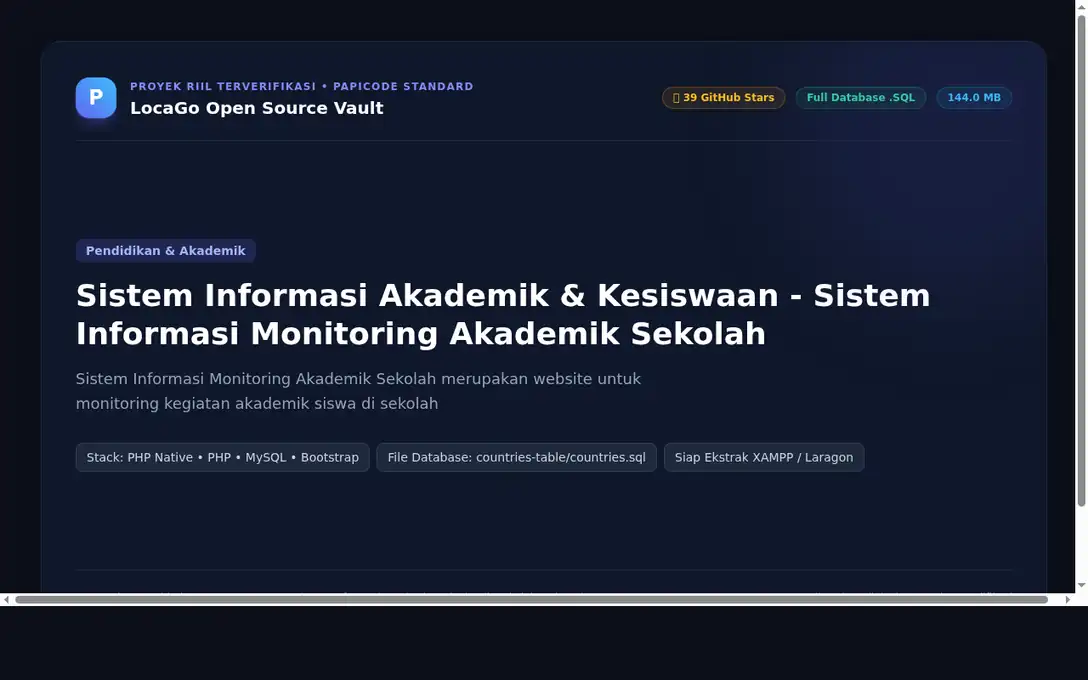 P
PROYEK RIIL TERVERIFIKASI • PAPICODE STANDARD
LocaGo Open Source Vault
39 GitHub Stars
Full Database .SQL
144.0 MB
Pendidikan & Akademik
Sistem Informasi Akademik & Kesiswaan - Sistem
Informasi Monitoring Akademik Sekolah
Sistem Informasi Monitoring Akademik Sekolah merupakan website untuk
monitoring kegiatan akademik siswa di sekolah
Stack: PHP Native • PHP • MySQL • Bootstrap
File Database: countries-table/countries.sql
Siap Ekstrak XAMPP / Laragon